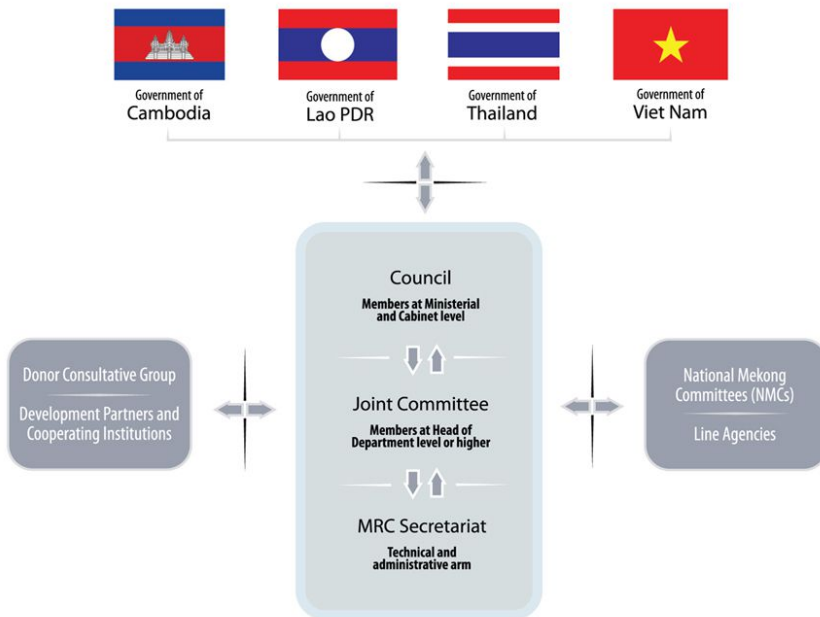 Government of
Cambodia
Government of
Lao PDR
Government of
Thailand
Government of
Viet Nam
Council
Members at Ministerial
and Cabinet level
Donor Consultative Group
Development Partners and
Cooperating Institutions
Joint Committee
Members at Head of
Department level or higher
National Mekong
Committees (NMCs)
Line Agencies
MRC Secretariat
Technical and
administrative arm